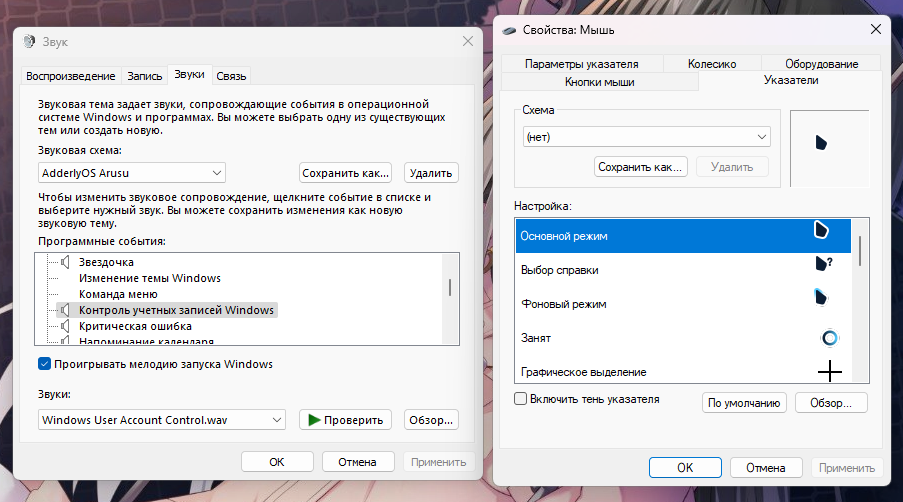 Звук
Воспроизведение
Запись
Звуки
Связь
Звуковая тема задает звуки, сопровождающие события в операционной
системе Windows и программах. Вы можете выбрать одну из существующих
тем или создать новую.
Звуковая схема:
AdderlyOS Arusu
Сохранить как...
Удалить
Чтобы изменить звуковое сопровождение, щелкните событие в списке и
выберите нужный звук. Вы можете сохранить изменения как новую
звуковую тему.
Программные события:
Звездочка
Изменение темы Windows
Команда меню
Контроль учетных записей Windows
Критическая ошибка
Напоминание календаря
Проигрывать мелодию запуска Windows
Звуки:
Windows User Account Control.wav
Проверить
Обзор...
ОК
Отмена
Применить
Свойства: Мышь
Параметры указателя
Колесико
Оборудование
Кнопки мыши
Указатели
Схема
(нет)
Сохранить как...
Удалить
Настройка:
Основной режим
Выбор справки
?
Фоновый режим
Занят
Графическое выделение
Включить тень указателя
По умолчанию
Обзор...
ОК
Отмена
Применить